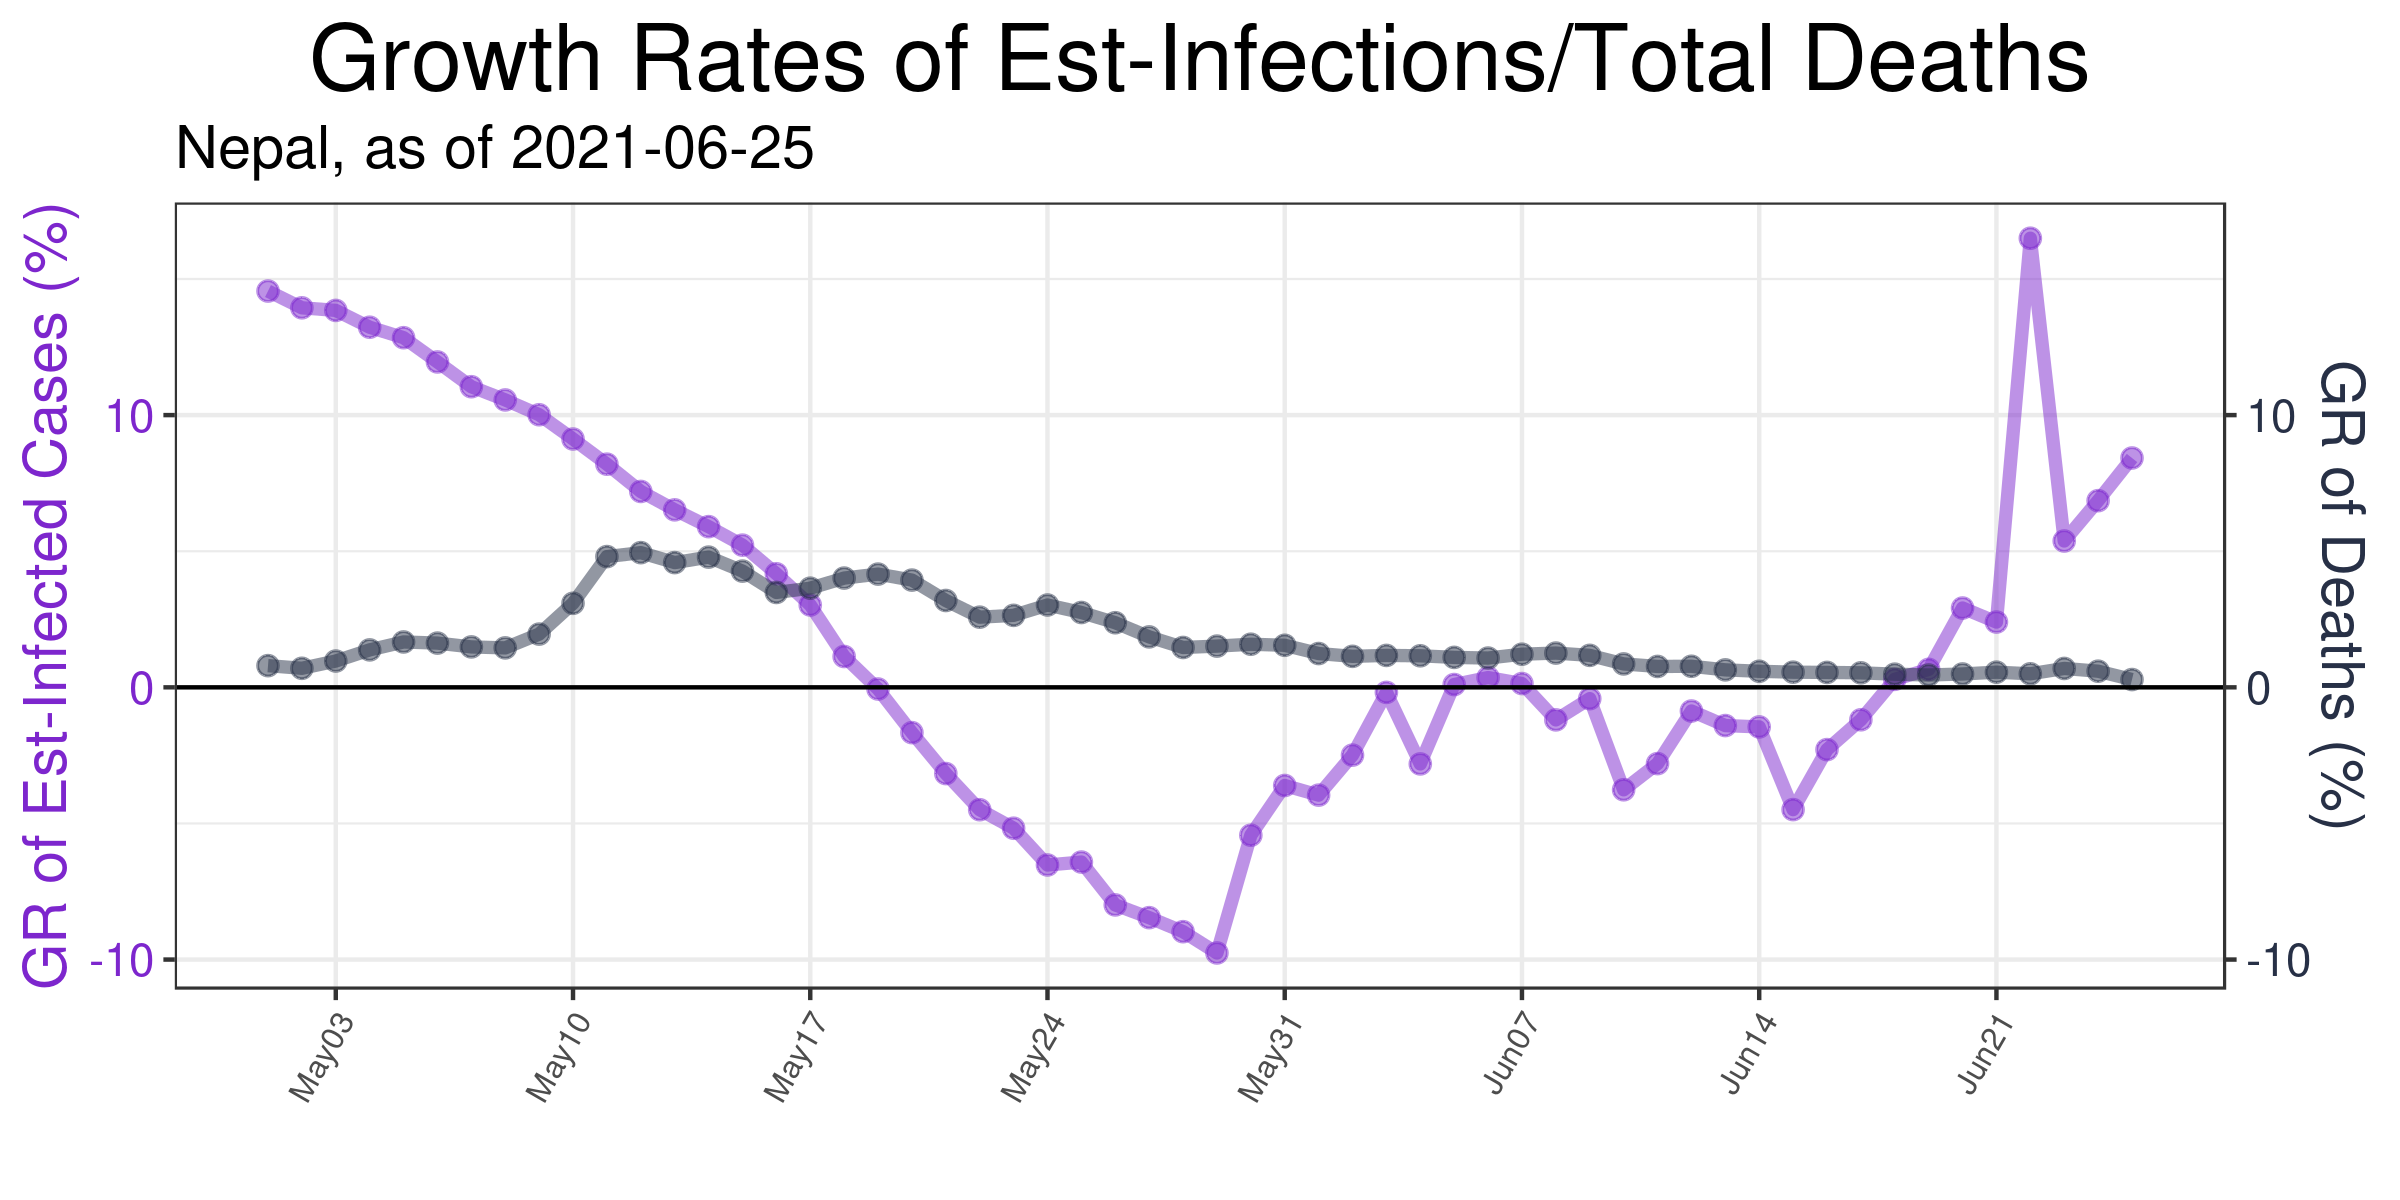 Growth Rates of Est-Infections/Total Deaths
Nepal, as of 2021-06-25
GR of Est-Infected Cases (%)
10
0
-10
10
0
-10
GR of Deaths (%)
May03
May10
May17
May24
May31
Jun07
Jun14
Jun21